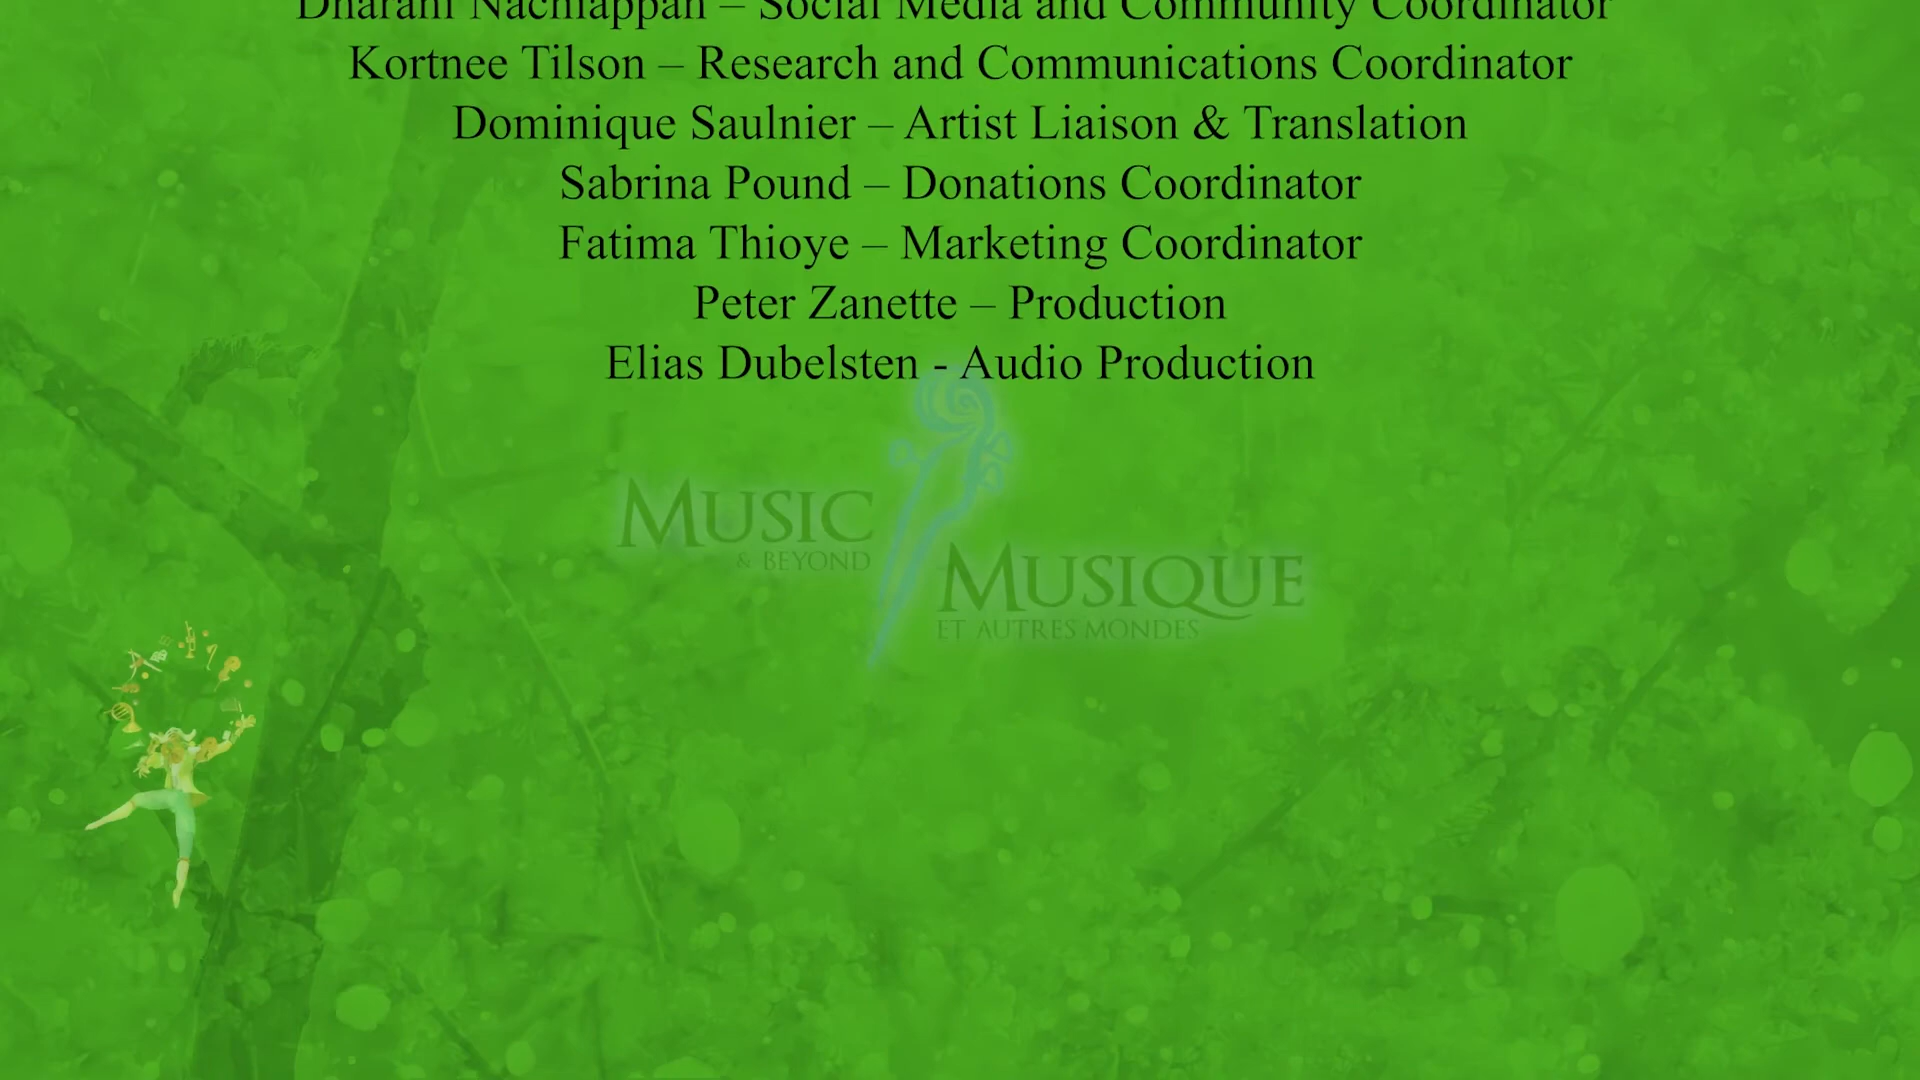 Dharani Nachiappan – Social Media and Community Coordinator
Kortnee Tilson – Research and Communications Coordinator
Dominique Saulnier – Artist Liaison & Translation
Sabrina Pound – Donations Coordinator
Fatima Thioye – Marketing Coordinator
Peter Zanette – Production
Elias Dubelsten - Audio Production
MUSIC
& BEYOND
MUSIQUE
ET AUTRES MONDES